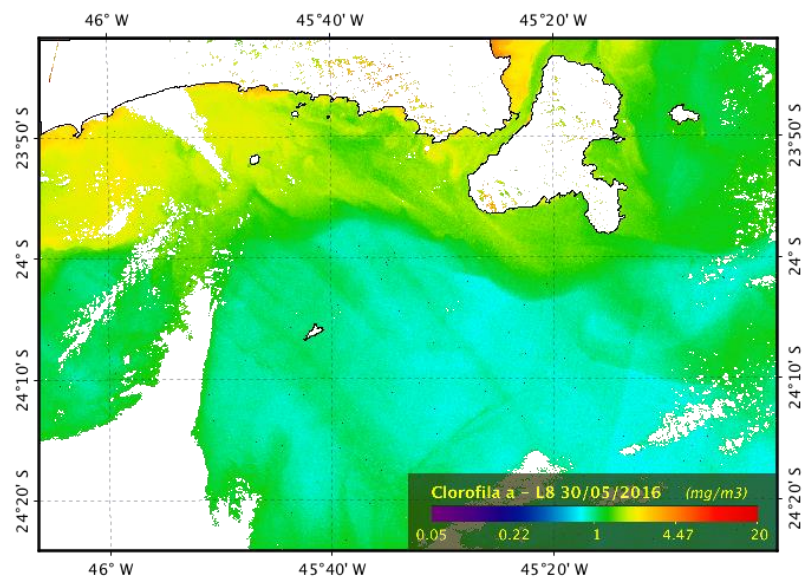 46° W 45°40' W 45°20' W
23°50' S 23°50' S
24° S 24° S
24°10' S 24°10' S
24°20' S 24°20' S
Clorofila a - L8 30/05/2016 (mg/m3)
0.05 0.22 1 4.47 20
46° W 45°40' W 45°20' W